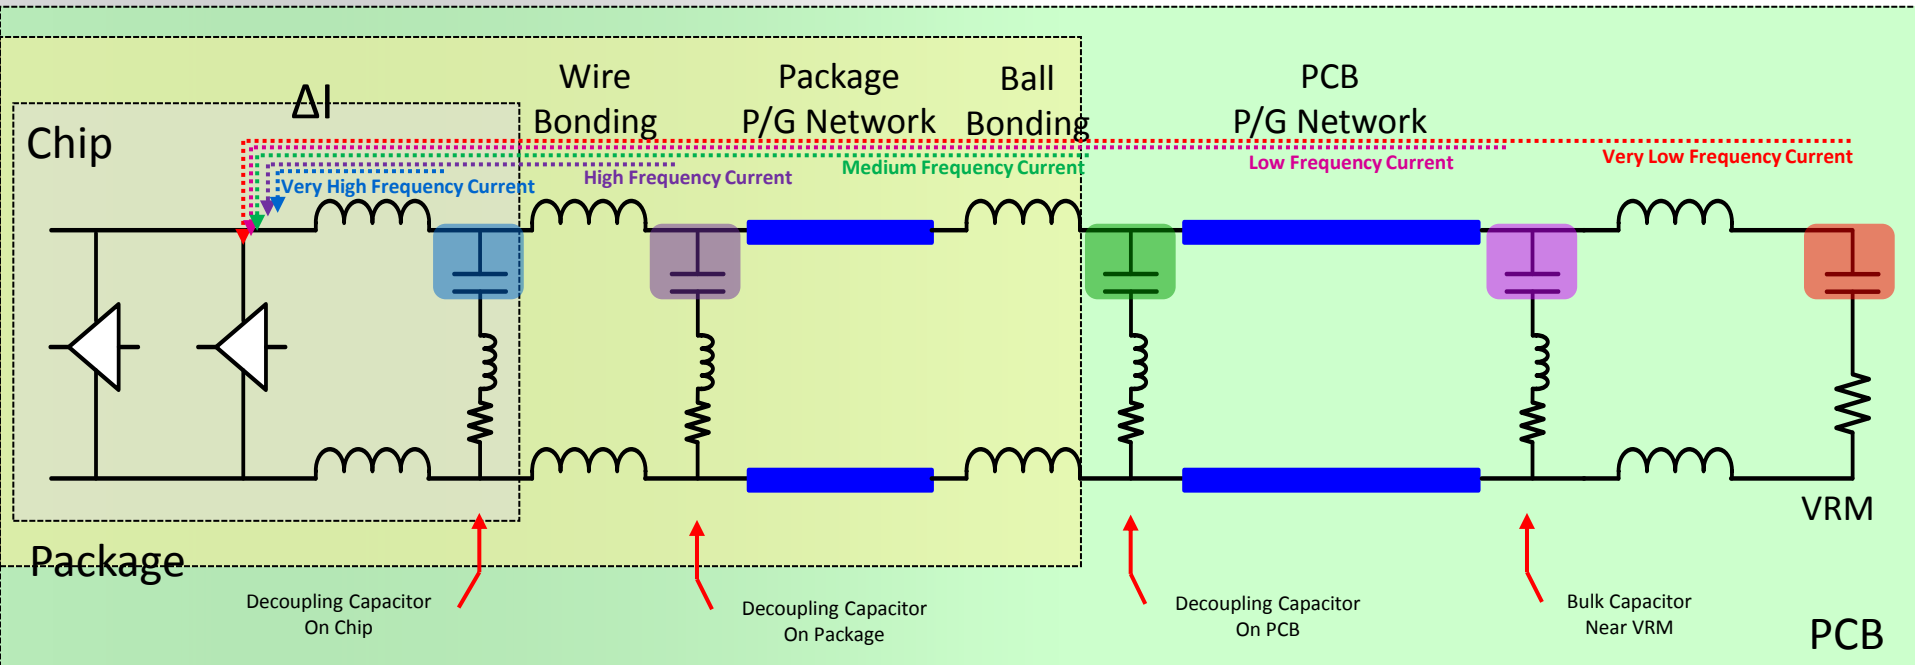 ΔI
Wire
Bonding
Package
P/G Network
Ball
Bonding
PCB
P/G Network
Chip
Very High Frequency Current
High Frequency Current
Medium Frequency Current
Low Frequency Current
Very Low Frequency Current
VRM
Package
Decoupling Capacitor
On Chip
Decoupling Capacitor
On Package
Decoupling Capacitor
On PCB
Bulk Capacitor
Near VRM
PCB